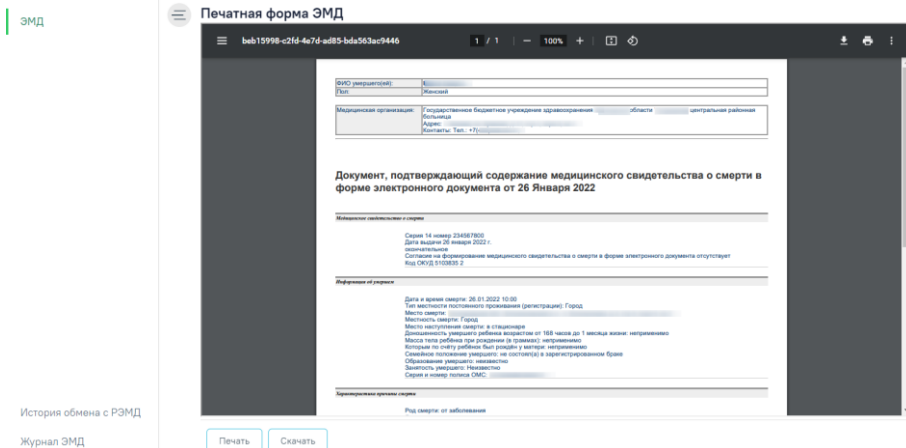 ЭМД
Печатная форма ЭМД
beb15998-c2fd-4e7d-ad85-bda563ac9446
1 / 1
100%
ФИО умершего(ей):
Пол: Женский
Медицинская организация: Государственное бюджетное учреждение здравоохранения области центральная районная
больница
Адрес:
Контакты: Тел.: +7(
Документ, подтверждающий содержание медицинского свидетельства о смерти в
форме электронного документа от 26 Января 2022
Медицинское свидетельство о смерти
Серия 14 номер 234567800
Дата выдачи 26 января 2022 г.
окончательное
Согласие на формирование медицинского свидетельства о смерти в форме электронного документа отсутствует
Код ОКУД 5103835 2
Информация об умершем
Дата и время смерти: 26.01.2022 10:00
Тип местности постоянного проживания (регистрации): Город
Место смерти:
Местность смерти: Город
Место наступления смерти: в стационаре
Доношенность умершего ребенка возрастом от 168 часов до 1 месяца жизни: неприменимо
Масса тела ребёнка при рождении (в граммах): неприменимо
Которым по счёту ребёнок был рождён у матери: неприменимо
Семейное положение умершего: не состоял(а) в зарегистрированном браке
Образование умершего: неизвестно
Занятость умершего: Неизвестно
Серия и номер полиса ОМС:
Характеристика причины смерти
Род смерти: от заболевания
История обмена с РЭМД
Журнал ЭМД
Печать
Скачать